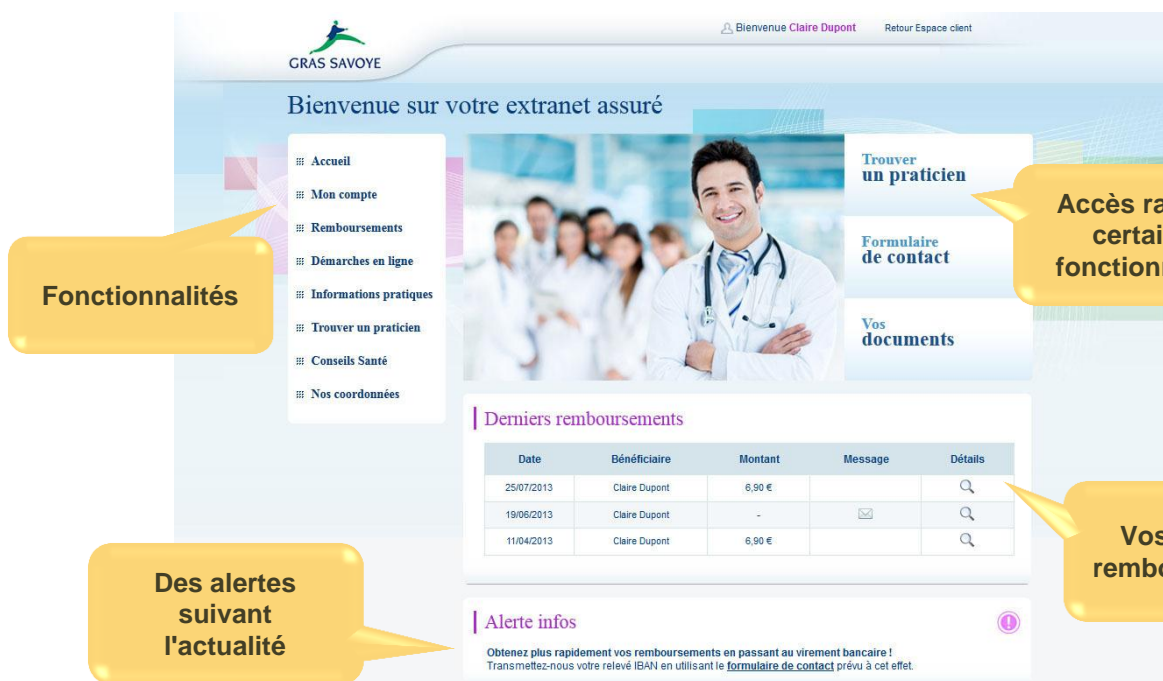 GRAS SAVOYE
Bienvenue Claire Dupont
Retour Espace client
Bienvenue sur votre extranet assuré
Accueil
Mon compte
Remboursements
Démarches en ligne
Informations pratiques
Trouver un praticien
Conseils Santé
Nos coordonnées
Fonctionnalités
Trouver
un praticien
Formulaire
de contact
Vos
documents
Accès
Derniers remboursements
Date Bénéficiaire Montant Message Détails
25/07/2013 Claire Dupont 6,90 €
19/06/2013 Claire Dupont -
11/04/2013 Claire Dupont 6,90 €
Des alertes
suivant
l'actualité
Alerte infos
Obtenez plus rapidement vos remboursements en passant au virement bancaire !
Transmettez-nous votre relevé IBAN en utilisant le formulaire de contact prévu à cet effet.